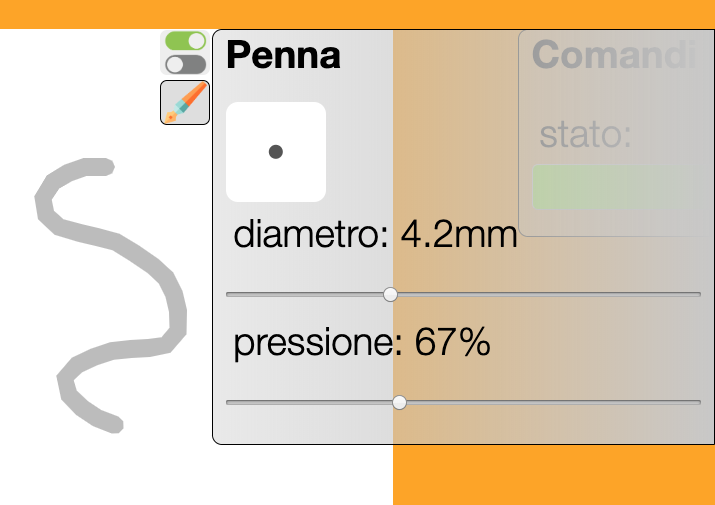 Penna
Comandi
stato:
diametro: 4.2mm
pressione: 67%